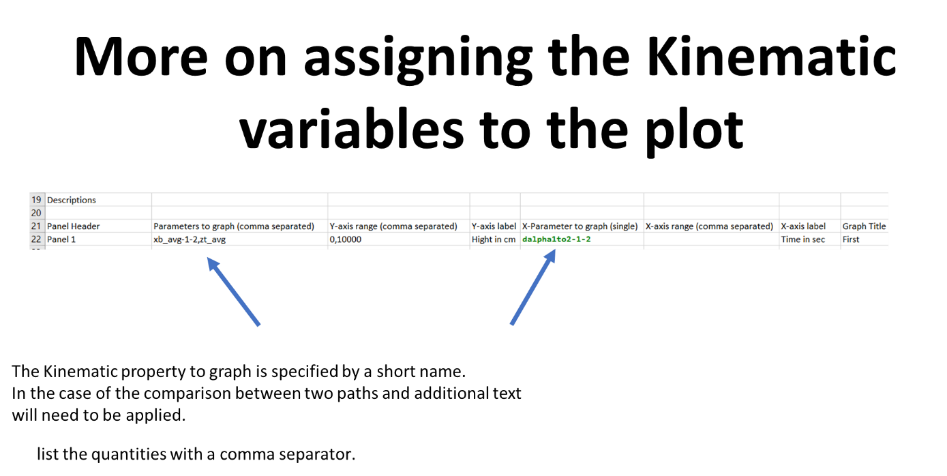 More on assigning the Kinematic
variables to the plot
19 Descriptions
20
21 Panel Header Parameters to graph (comma separated) Y-axis range (comma separated) Y-axis label X-Parameter to graph (single) X-axis range (comma separated) X-axis label Graph Title
22 Panel 1 xb_avg-1-2,zt_avg 0,10000 Hight in cm dalpha1to2-1-2 Time in sec First
The Kinematic property to graph is specified by a short name.
In the case of the comparison between two paths and additional text
will need to be applied.
list the quantities with a comma separator.